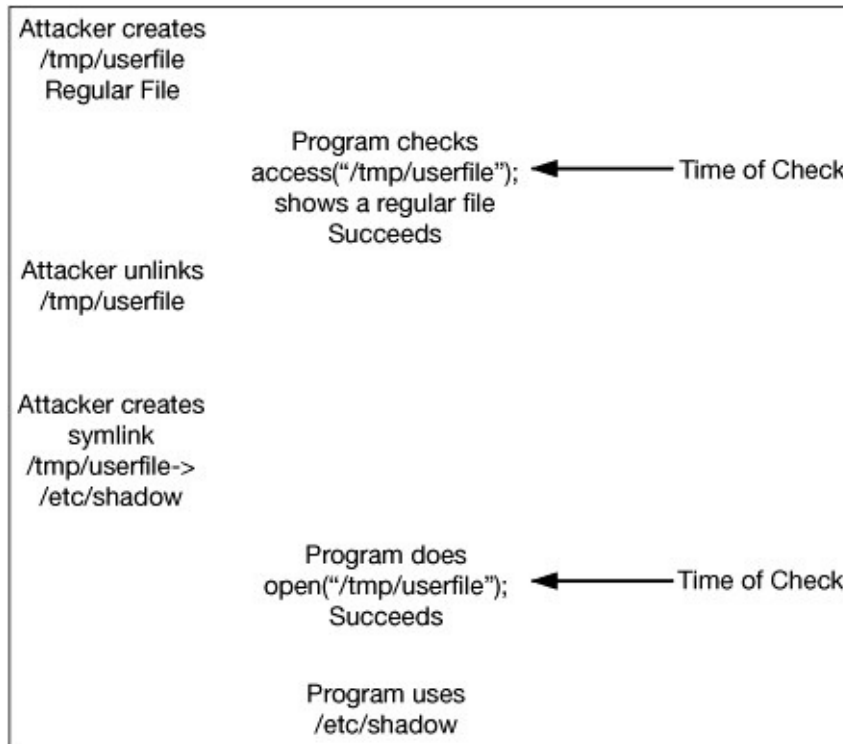 Attacker creates
/tmp/userfile
Regular File
Program checks
access(“/tmp/userfile”);
shows a regular file
Succeeds
Time of Check
Attacker unlinks
/tmp/userfile
Attacker creates
symlink
/tmp/userfile->
/etc/shadow
Program does
open(“/tmp/userfile”);
Succeeds
Time of Check
Program uses
/etc/shadow